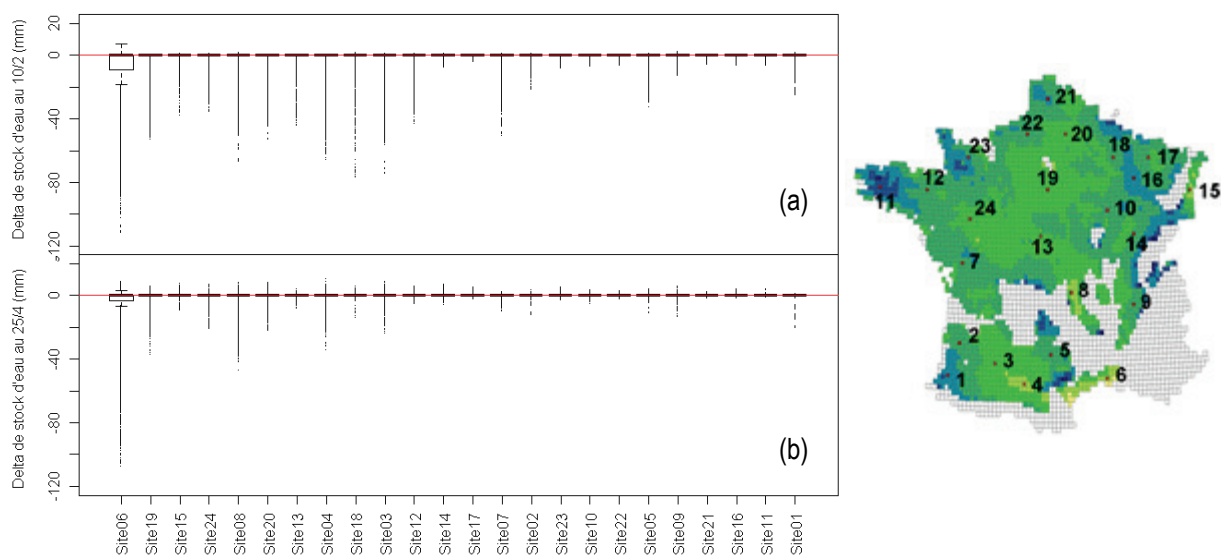 Delta de stock d'eau au 10/2 (mm)
20
0
-40
-80
-120
(a)
Delta de stock d'eau au 25/4 (mm)
0
-40
-80
-120
(b)
Site06 Site19 Site15 Site24 Site08 Site20 Site13 Site04 Site18 Site03 Site12 Site14 Site17 Site07 Site02 Site23 Site10 Site22 Site05 Site09 Site21 Site16 Site11 Site01
21
22 20
23 18 17
12 16
11 19 15
24 10
13 14
7
8 9
2
3 5
1 4 6